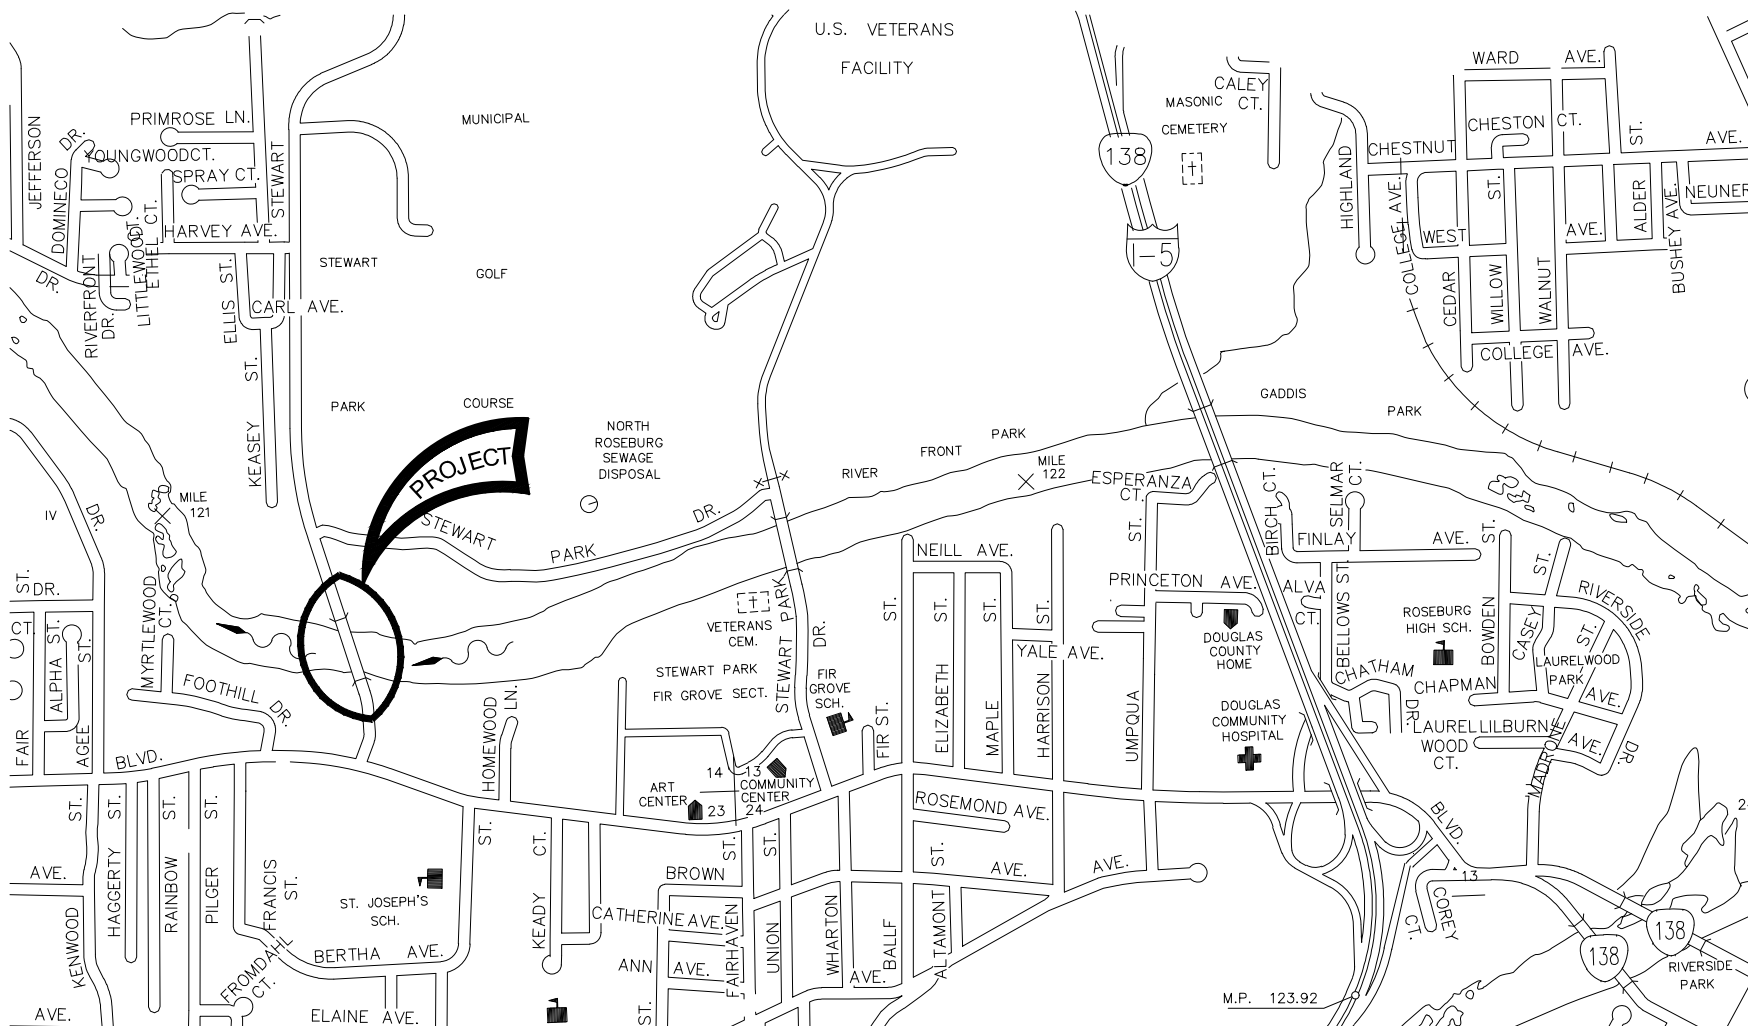 U.S. VETERANS
FACILITY
MUNICIPAL
STEWART
GOLF
PARK
COURSE
JEFFERSON
DR.
DOMINECO
DR.
PRIMROSE LN.
YOUNGWOODCT.
SPRAY CT.
STEWART
LITTLEWOOD CT.
ETHEL CT.
HARVEY AVE.
RIVERFRONT
DR.
ELLIS ST.
CARL AVE.
KEASEY ST.
138
I-5
MASONIC
CEMETERY
CALEY
CT.
HIGHLAND
CHESTNUT
AVE.
WARD AVE.
CHESTON CT.
ST.
COLLEGE AVE.
WEST
AVE.
ST.
ALDER
BUSHEY AVE.
NEUNER
CEDAR
WILLOW
WALNUT
COLLEGE AVE.
GADDIS
PARK
NORTH
ROSEBURG
SEWAGE
DISPOSAL
RIVER
FRONT
PARK
MILE
122
MILE
121
IV
PROJECT
STEWART
PARK
DR.
ESPERANZA
CT.
BIRCH CT.
SELMAR
CT.
FINLAY
AVE.
ST.
ST.
DR.
ST.
DR.
CT.
ALPHA ST.
AGEE ST.
FAIR
MYRTLEWOOD
CT.
FOOTHILL DR.
BLVD.
HOMEWOOD LN.
VETERANS
CEM.
STEWART PARK
FIR GROVE SECT.
STEWART PARK
DR.
FIR
GROVE
SCH.
FIR ST.
ST.
NEILL AVE.
ELIZABETH ST.
MAPLE ST.
HARRISON ST.
YALE AVE.
UMPQUA ST.
PRINCETON AVE.
DOUGLAS
COUNTY
HOME
DOUGLAS
COMMUNITY
HOSPITAL
ALVA
CT.
BELLOWS ST.
CHATHAM
DR.
ROSEBURG
HIGH SCH.
BOWDEN
CASEY
ST.
RIVERSIDE
DR.
LAURELWOOD
PARK
CHAPMAN
AVE.
LAUREL
WOOD
CT.
LILBURN
AVE.
MADRONE
BLVD.
ART
CENTER
14 13
23 24
COMMUNITY
CENTER
ROSEMOND AVE.
ST.
HAGGERTY ST.
RAINBOW ST.
PILGER ST.
AVE.
KENWOOD
FRANCIS
ST.
FROMDAHL
CT.
ST. JOSEPH'S
SCH.
ST.
BERTHA AVE.
ELAINE AVE.
AVE.
KEADY CT.
BROWN
ST.
ST.
CATHERINE AVE.
ANN AVE.
ST.
FAIRHAVEN
UNION
WHARTON
AVE.
BALLF
ALTAMONT
ST.
AVE.
AVE.
13
COREY
CT.
M.P. 123.92
138
138
RIVERSIDE
PARK